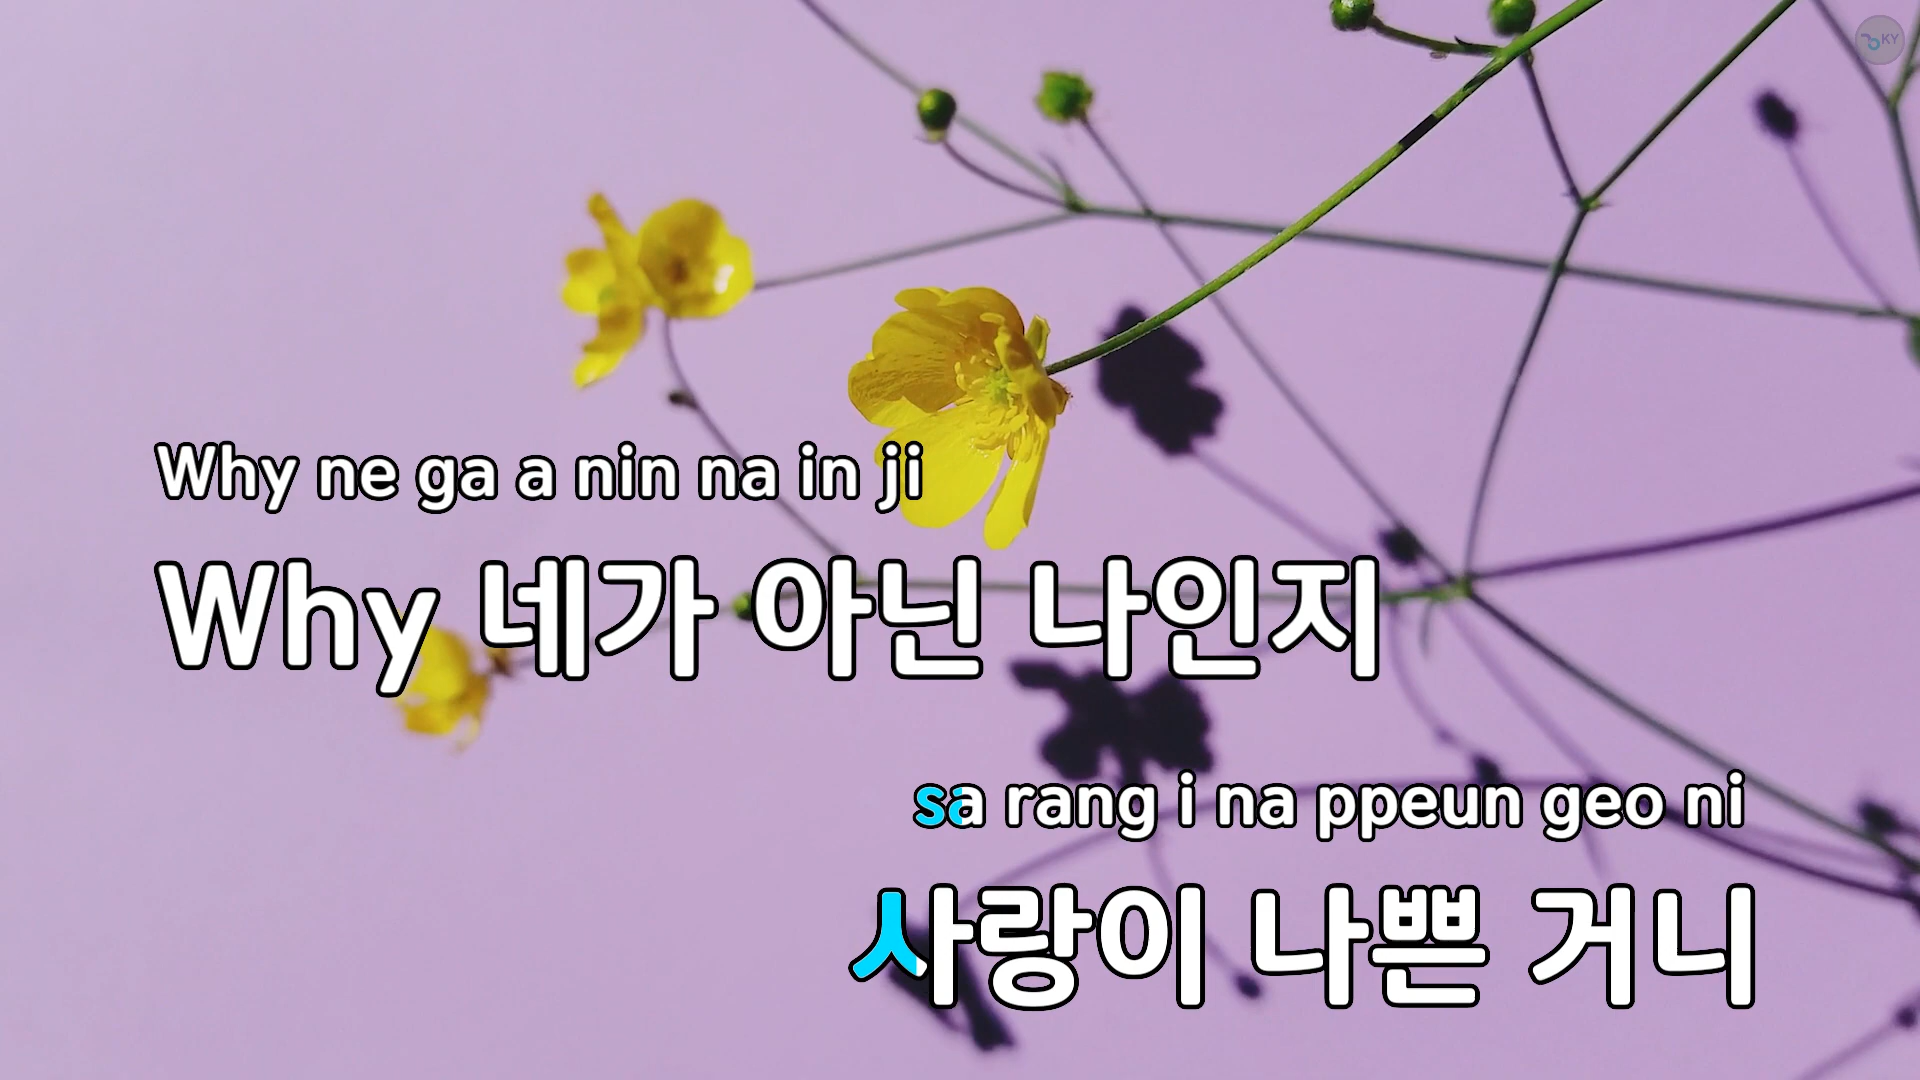 KY
Why ne ga a nin na in ji
Why 네가 아닌 나인지
sa rang i na ppeun geo ni
사랑이 나쁜 거니